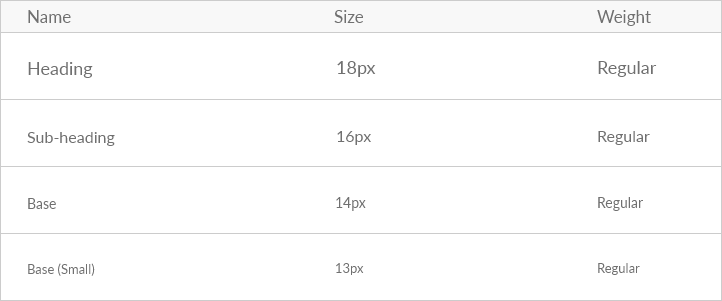 Name Size Weight
Heading 18px Regular
Sub-heading 16px Regular
Base 14px Regular
Base (Small) 13px Regular